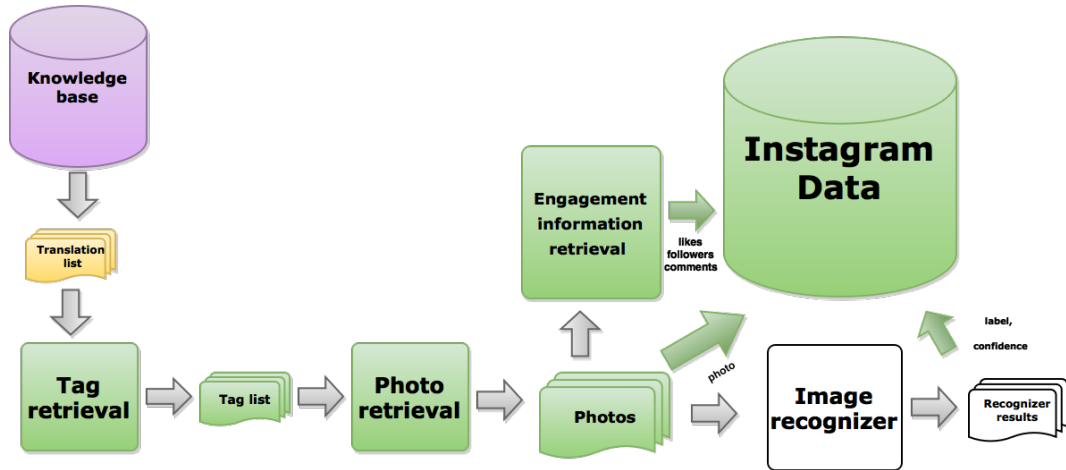 Knowledge
base
Instagram
Data
Engagement
information
retrieval
likes
followers
comments
Translation
list
label,
confidence
photo
Tag
retrieval
Tag list
Photo
retrieval
Photos
Image
recognizer
Recognizer
results